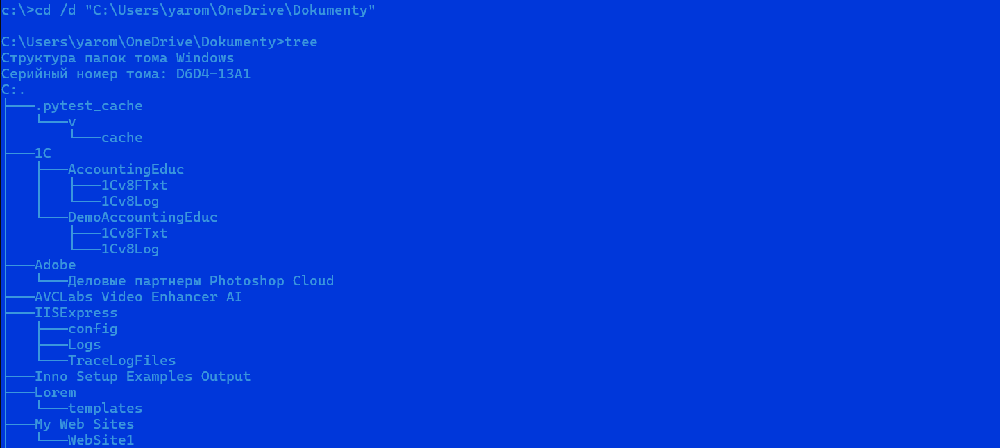 c:\>cd /d "C:\Users\yarom\OneDrive\Dokumenty"
C:\Users\yarom\OneDrive\Dokumenty>tree
Структура папок тома Windows
Серийный номер тома: D6D4-13A1
C:.
├───.pytest_cache
│   └───v
│       └───cache
├───1C
│   ├───AccountingEduc
│   │   ├───1Cv8FTxt
│   │   └───1Cv8Log
│   └───DemoAccountingEduc
│       ├───1Cv8FTxt
│       └───1Cv8Log
├───Adobe
│   └───Деловые партнеры Photoshop Cloud
├───AVCLabs Video Enhancer AI
├───IISExpress
│   ├───config
│   ├───Logs
│   └───TraceLogFiles
├───Inno Setup Examples Output
├───Lorem
│   └───templates
├───My Web Sites
│   └───WebSite1